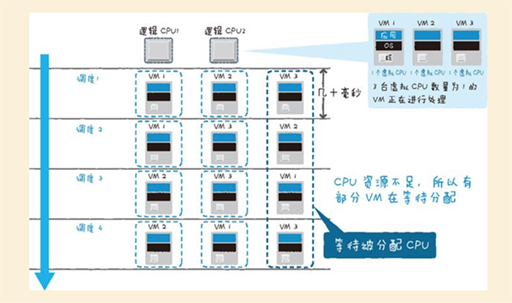 逻辑 CPU1
逻辑 CPU2
VM 1
VM 2
VM 3
应用
OS
1个虚拟 CPU
1个虚拟 CPU
1个虚拟 CPU
3 台虚拟 CPU 数量为 1 的
VM 正在进行处理
调度 1
VM 1
VM 2
VM 3
几十毫秒
调度 2
VM 1
VM 3
VM 2
调度 3
VM 2
VM 3
VM 1
CPU 资源不足，所以有
部分 VM 在等待分配
调度 4
VM 2
VM 1
VM 3
等待被分配 CPU